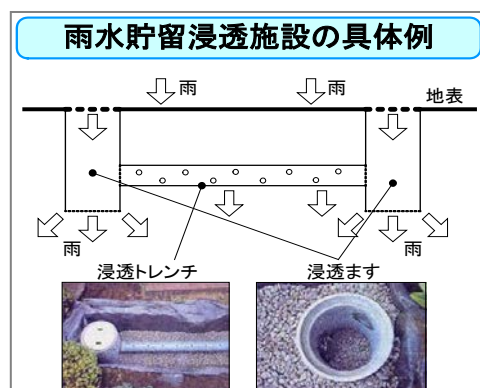 雨水貯留浸透施設の具体例
雨
雨
地表
雨
雨
浸透トレンチ
浸透ます